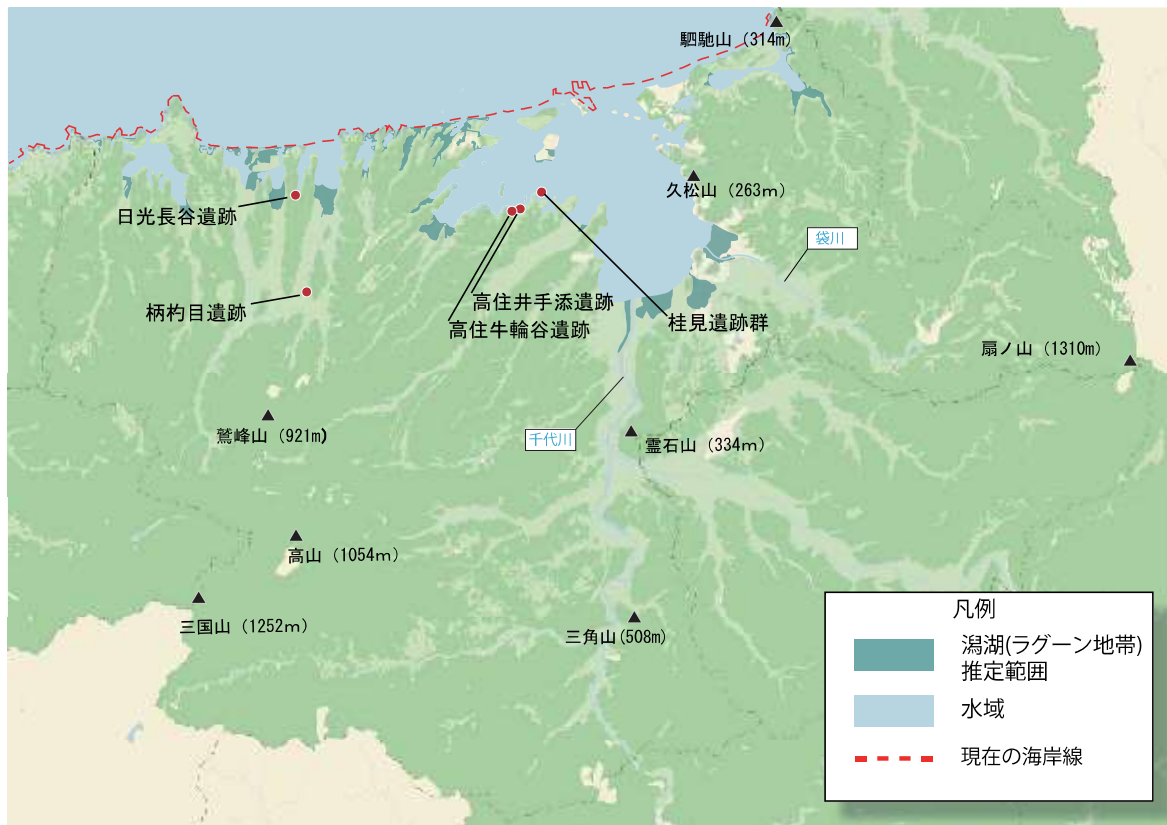 駟馳山（314m）
久松山（263ｍ）
日光長谷遺跡
袋川
柄杓目遺跡
高住井手添遺跡
高住牛輪谷遺跡
桂見遺跡群
扇ノ山（1310m）
鷲峰山（921m）
千代川
霊石山（334ｍ）
高山（1054ｍ）
三国山（1252ｍ）
三角山(508m)
凡例
潟湖(ラグーン地帯)
推定範囲
水域
現在の海岸線